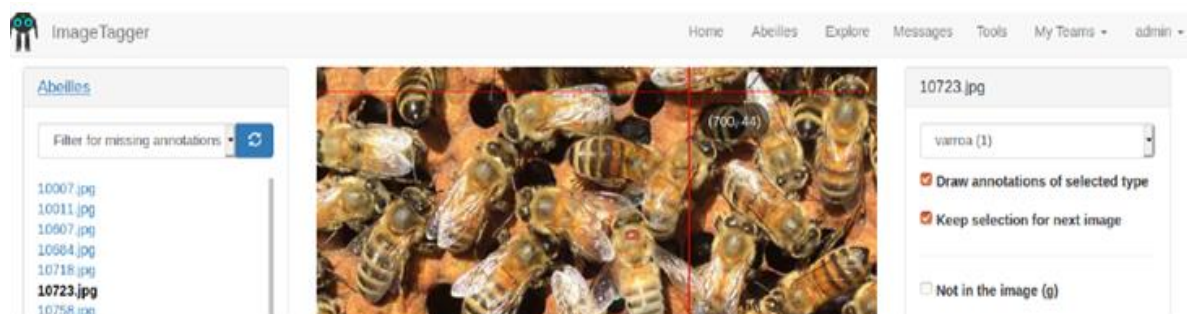 ImageTagger
Home Abeilles Explore Messages Tools My Teams admin
Abeilles
Filter for missing annotations
10007.jpg
10011.jpg
10607.jpg
10684.jpg
10718.jpg
10723.jpg
10758.jpg
(700, 44)
10723.jpg
varroa (1)
Draw annotations of selected type
Keep selection for next image
Not in the image (g)